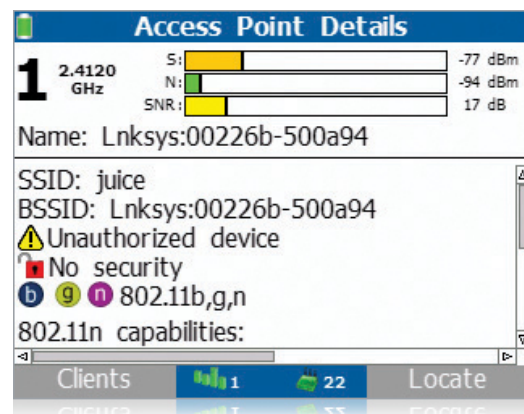 Access Point Details
1 2.4120 GHz
S: -77 dBm
N: -94 dBm
SNR: 17 dB
Name: Lnksys:00226b-500a94
SSID: juice
BSSID: Lnksys:00226b-500a94
Unauthorized device
No security
b g n 802.11b,g,n
802.11n capabilities:
Clients 1 22 Locate